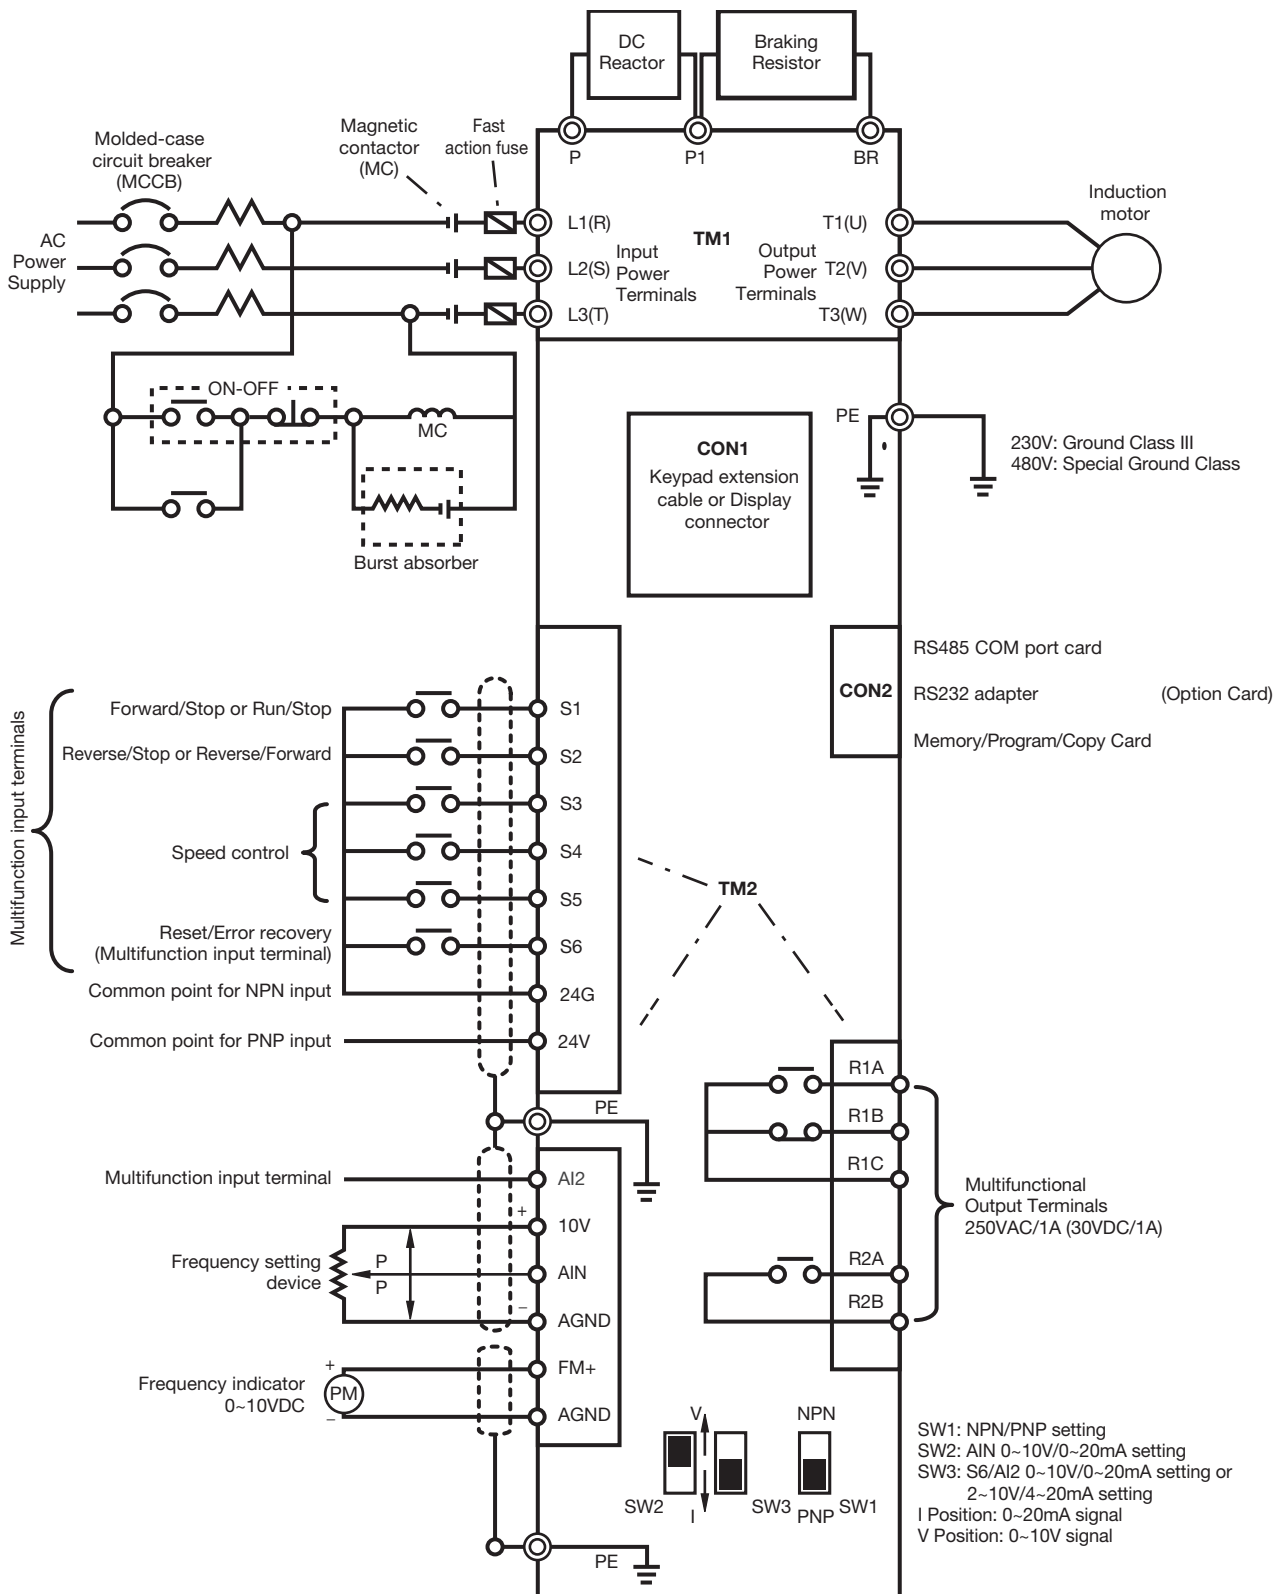 DC
Reactor
Braking
Resistor
Molded-case
circuit breaker
(MCCB)
Magnetic
contactor
(MC)
Fast
action fuse
P
P1
BR
Induction
motor
AC
Power
Supply
L1(R)
L2(S)
L3(T)
Input
Power
Terminals
TM1
Output
Power
Terminals
T1(U)
T2(V)
T3(W)
ON-OFF
MC
Burst absorber
CON1
Keypad extension
cable or Display
connector
PE
230V: Ground Class III
480V: Special Ground Class
CON2
RS485 COM port card
RS232 adapter
(Option Card)
Memory/Program/Copy Card
Multifunction input terminals
Forward/Stop or Run/Stop
Reverse/Stop or Reverse/Forward
Speed control
Reset/Error recovery
(Multifunction input terminal)
Common point for NPN input
Common point for PNP input
S1
S2
S3
S4
S5
S6
24G
24V
TM2
PE
Multifunction input terminal
AI2
+
10V
Frequency setting
device
P
P
AIN
–
AGND
+
FM+
Frequency indicator
0~10VDC
PM
–
AGND
PE
R1A
R1B
R1C
R2A
R2B
Multifunctional
Output Terminals
250VAC/1A (30VDC/1A)
V
I
SW2
SW3
NPN
PNP
SW1
SW1: NPN/PNP setting
SW2: AIN 0~10V/0~20mA setting
SW3: S6/AI2 0~10V/0~20mA setting or
2~10V/4~20mA setting
I Position: 0~20mA signal
V Position: 0~10V signal